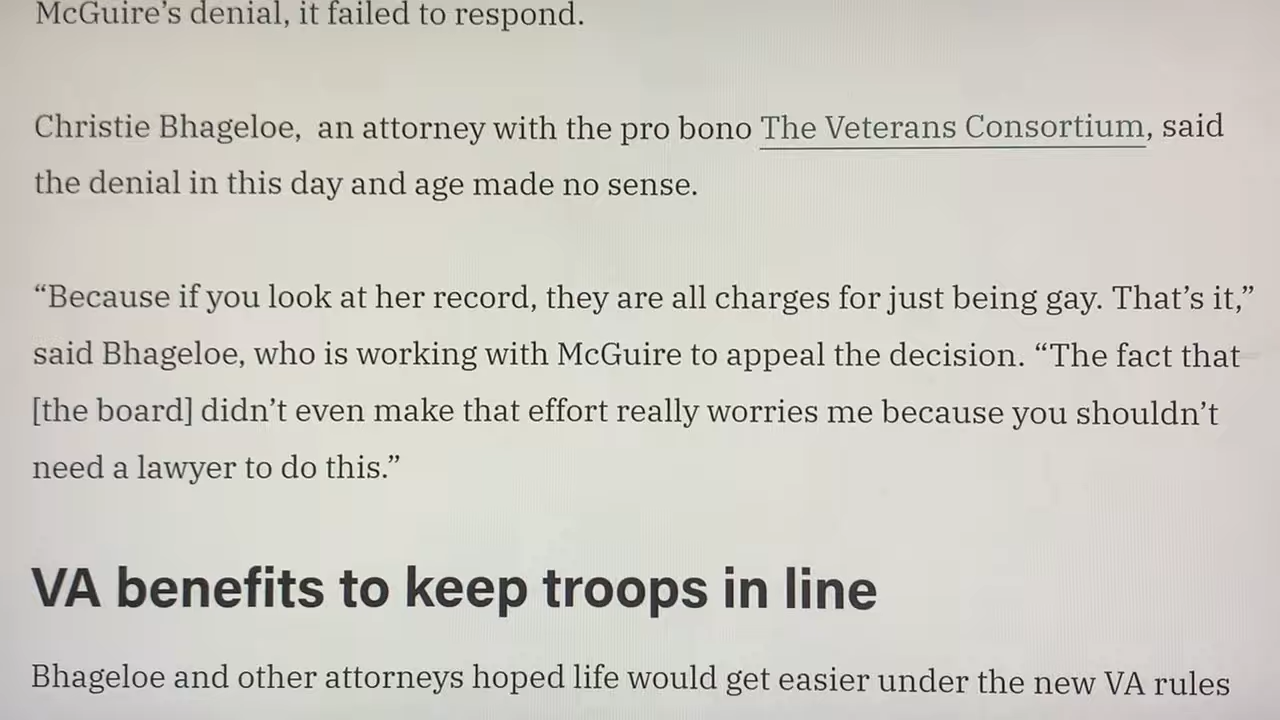 McGuire’s denial, it failed to respond.
Christie Bhageloe,  an attorney with the pro bono The Veterans Consortium, said
the denial in this day and age made no sense.
“Because if you look at her record, they are all charges for just being gay. That’s it,”
said Bhageloe, who is working with McGuire to appeal the decision. “The fact that
[the board] didn’t even make that effort really worries me because you shouldn’t
need a lawyer to do this.”
VA benefits to keep troops in line
Bhageloe and other attorneys hoped life would get easier under the new VA rules